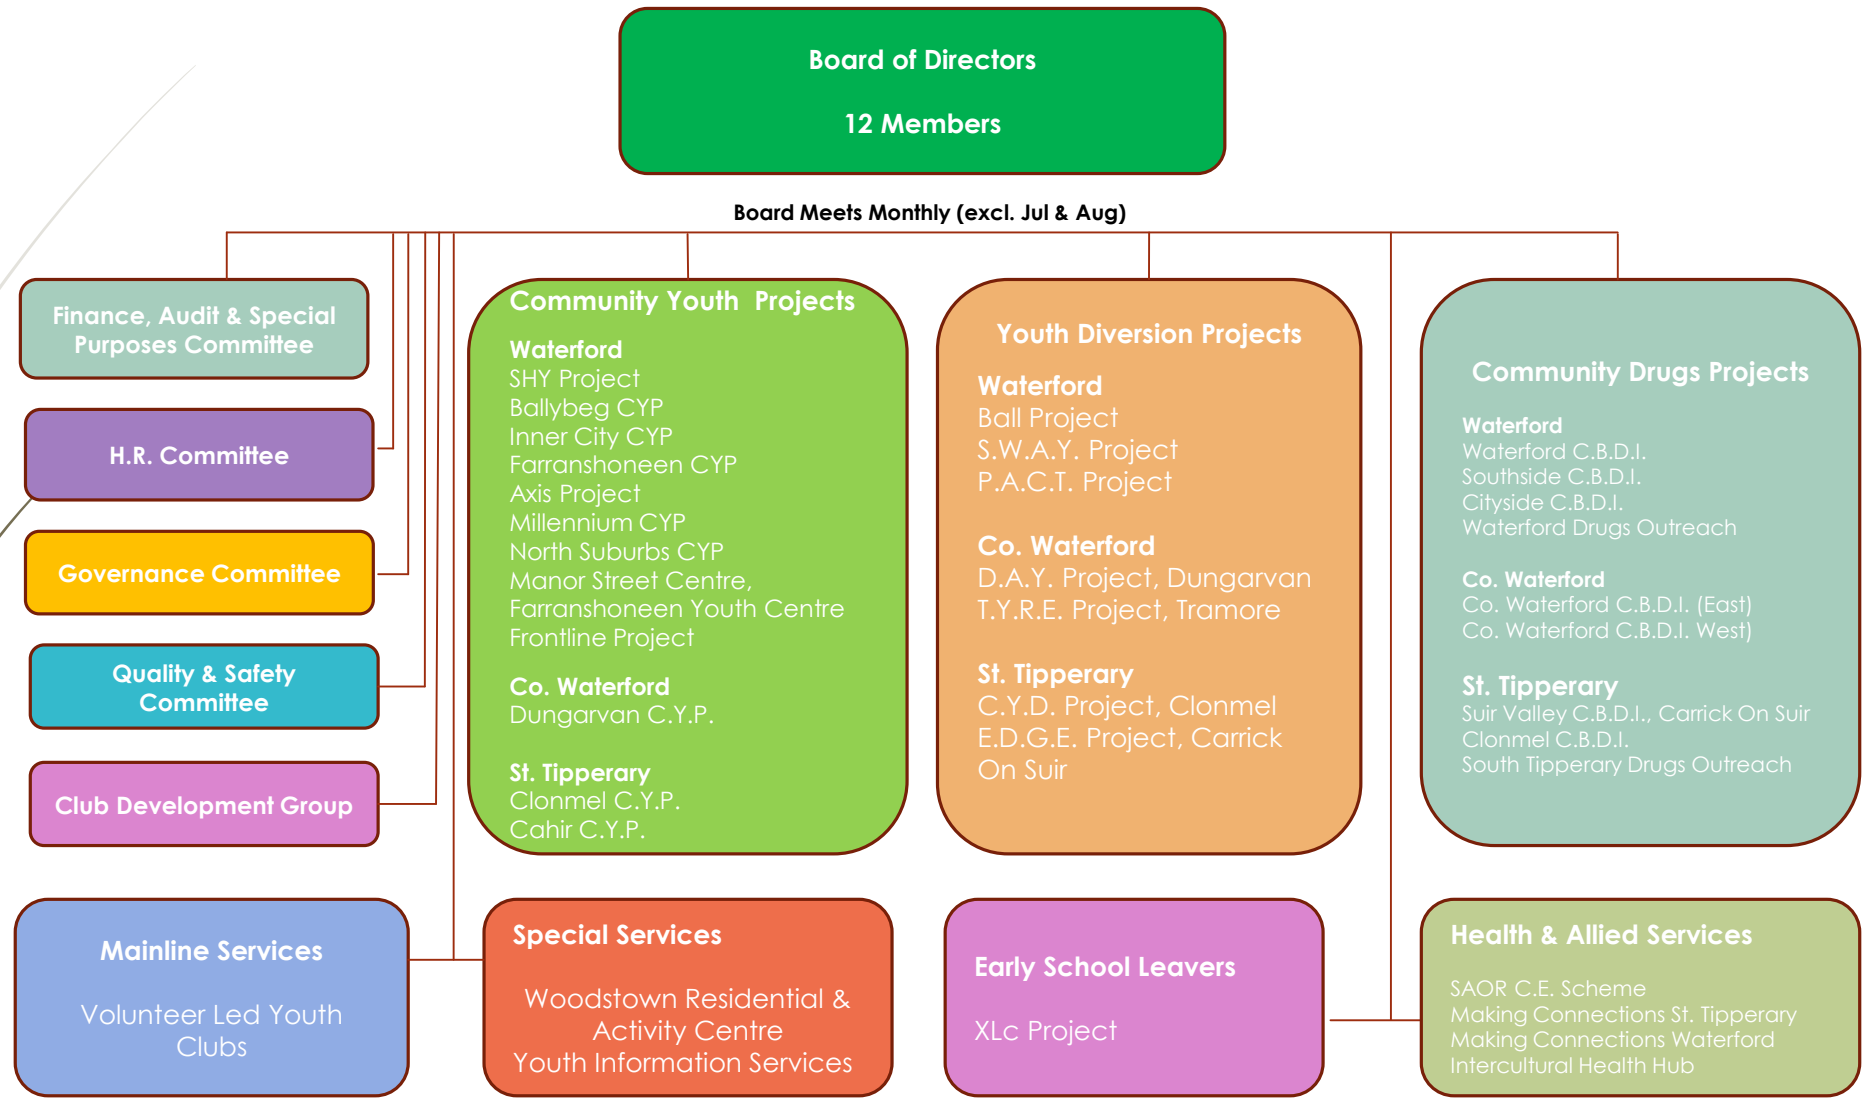 Board of Directors
12 Members
Board Meets Monthly (excl. Jul & Aug)
Finance, Audit & Special
Purposes Committee
H.R. Committee
Governance Committee
Quality & Safety
Committee
Club Development Group
Community Youth  Projects
Waterford
SHY Project
Ballybeg CYP
Inner City CYP
Farranshoneen CYP
Axis Project
Millennium CYP
North Suburbs CYP
Manor Street Centre,
Farranshoneen Youth Centre
Frontline Project
Co. Waterford
Dungarvan C.Y.P.
St. Tipperary
Clonmel C.Y.P.
Cahir C.Y.P.
Youth Diversion Projects
Waterford
Ball Project
S.W.A.Y. Project
P.A.C.T. Project
Co. Waterford
D.A.Y. Project, Dungarvan
T.Y.R.E. Project, Tramore
St. Tipperary
C.Y.D. Project, Clonmel
E.D.G.E. Project, Carrick
On Suir
Community Drugs Projects
Waterford
Waterford C.B.D.I.
Southside C.B.D.I.
Cityside C.B.D.I.
Waterford Drugs Outreach
Co. Waterford
Co. Waterford C.B.D.I. (East)
Co. Waterford C.B.D.I. West)
St. Tipperary
Suir Valley C.B.D.I., Carrick On Suir
Clonmel C.B.D.I.
South Tipperary Drugs Outreach
Mainline Services
Volunteer Led Youth
Clubs
Special Services
Woodstown Residential &
Activity Centre
Youth Information Services
Early School Leavers
XLc Project
Health & Allied Services
SAOR C.E. Scheme
Making Connections St. Tipperary
Making Connections Waterford
Intercultural Health Hub